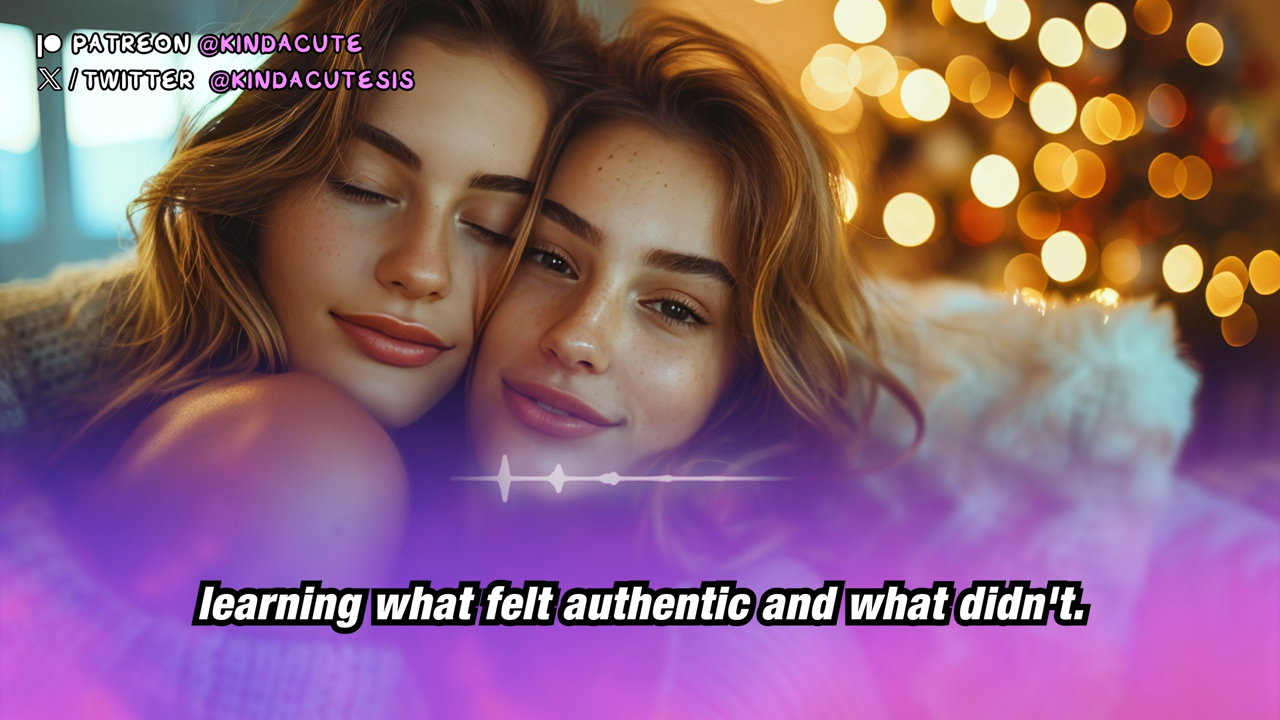 PATREON @KINDACUTE
X / TWITTER @KINDACUTESIS
learning what felt authentic and what didn't.